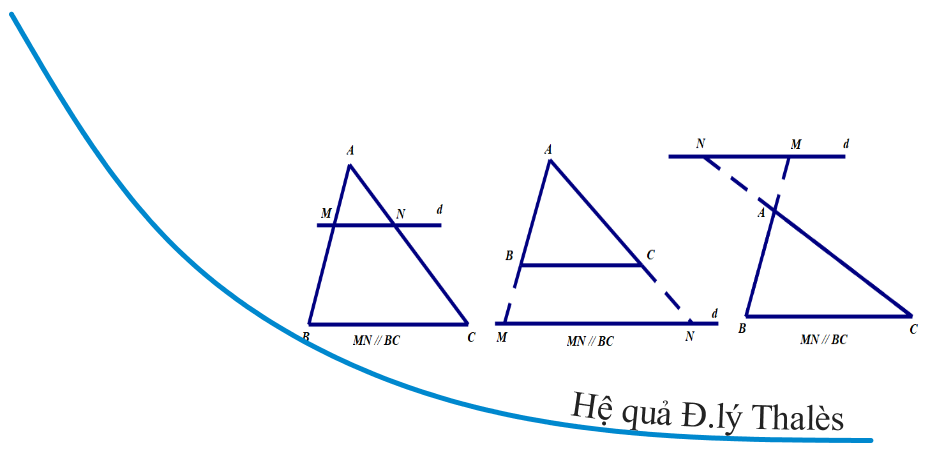 A
M N d
B C
MN // BC
A
B C
M N d
MN // BC
N M d
A
B C
MN // BC
Hệ quả Đ.lý Thalès